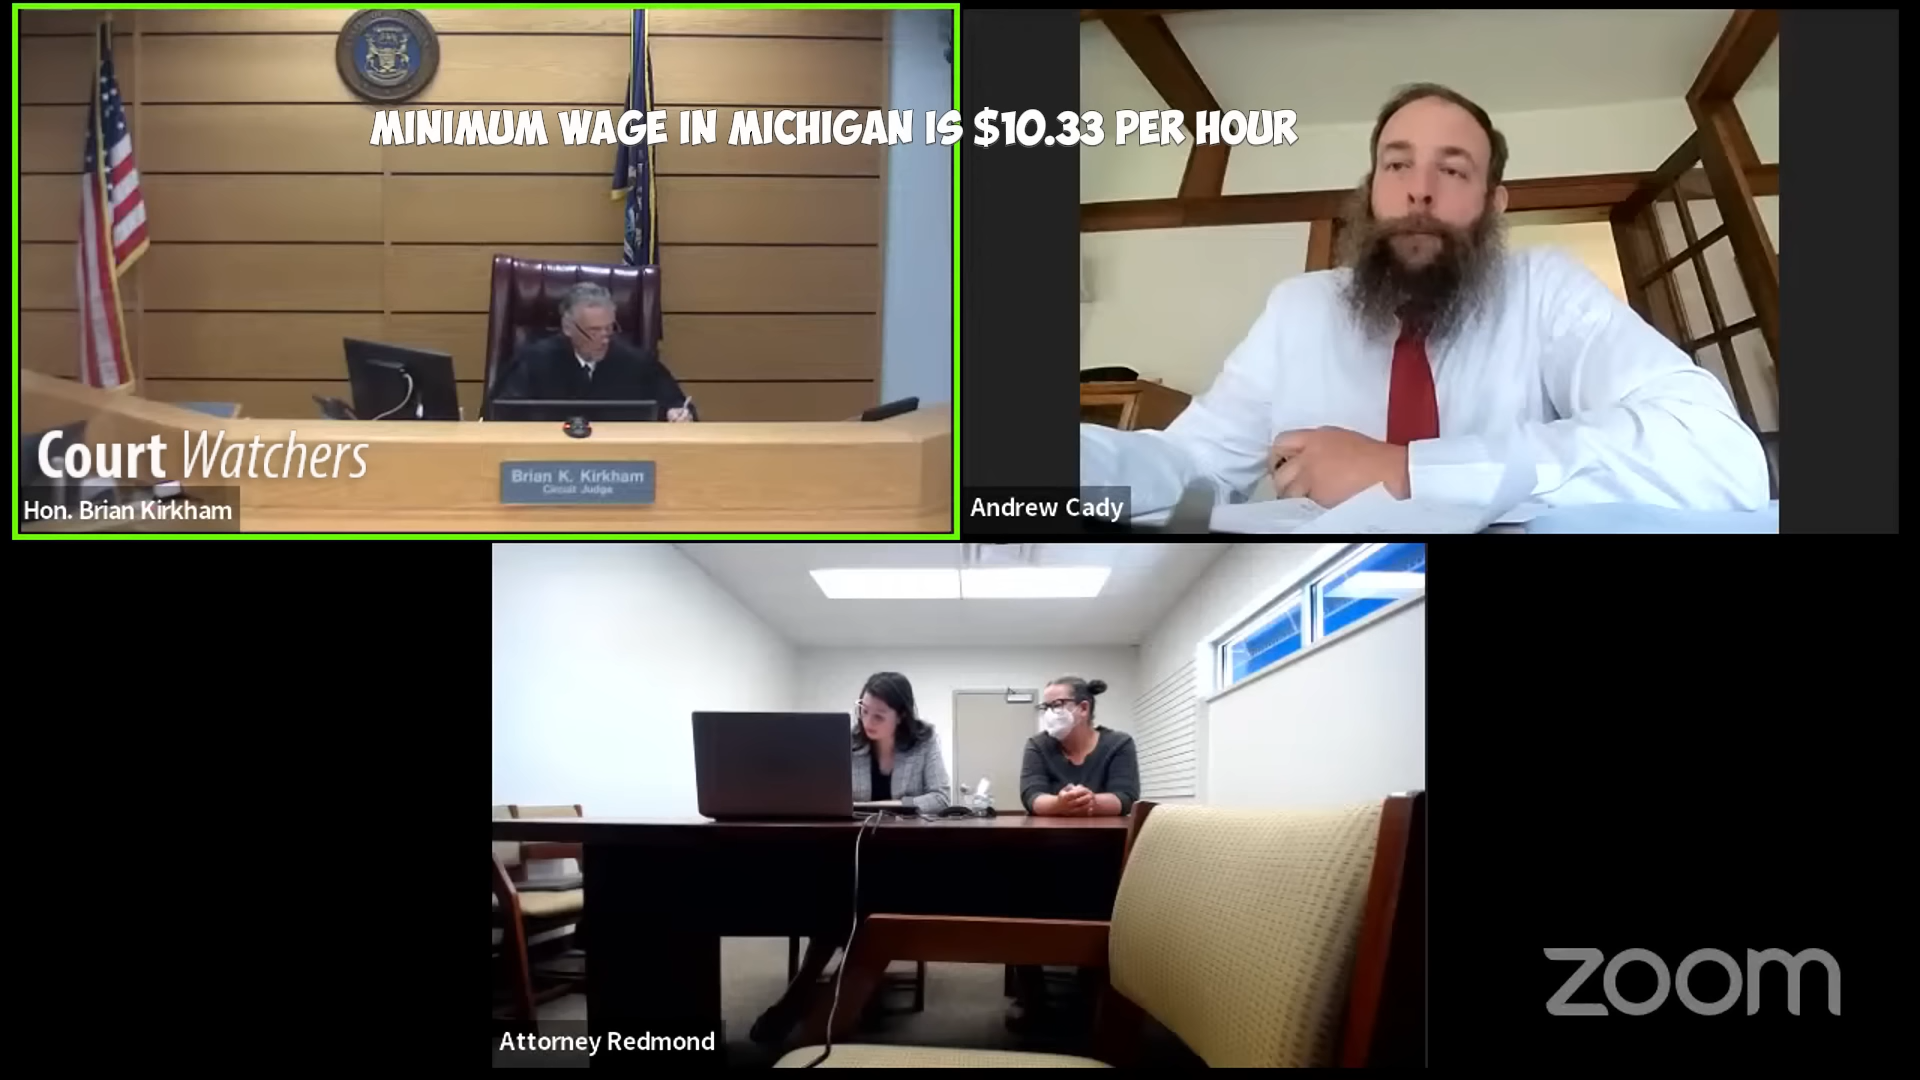 MINIMUM WAGE IN MICHIGAN IS $10.33 PER HOUR
Court Watchers
Brian K. Kirkham
Circuit Judge
Hon. Brian Kirkham
Andrew Cady
Attorney Redmond
zoom